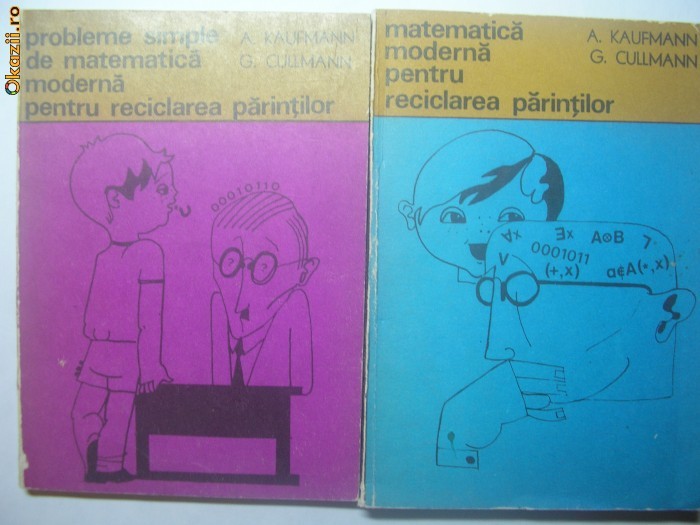 Okazii.ro
probleme simple
de matematică
modernă
pentru reciclarea părinților
A. KAUFMANN
G. CULLMANN
00010110
matematică
modernă
pentru
reciclarea părinților
A. KAUFMANN
G. CULLMANN
∀x ∃x A⊗B ⅂·
V 0001011
(+,x) a¢A(•,x)